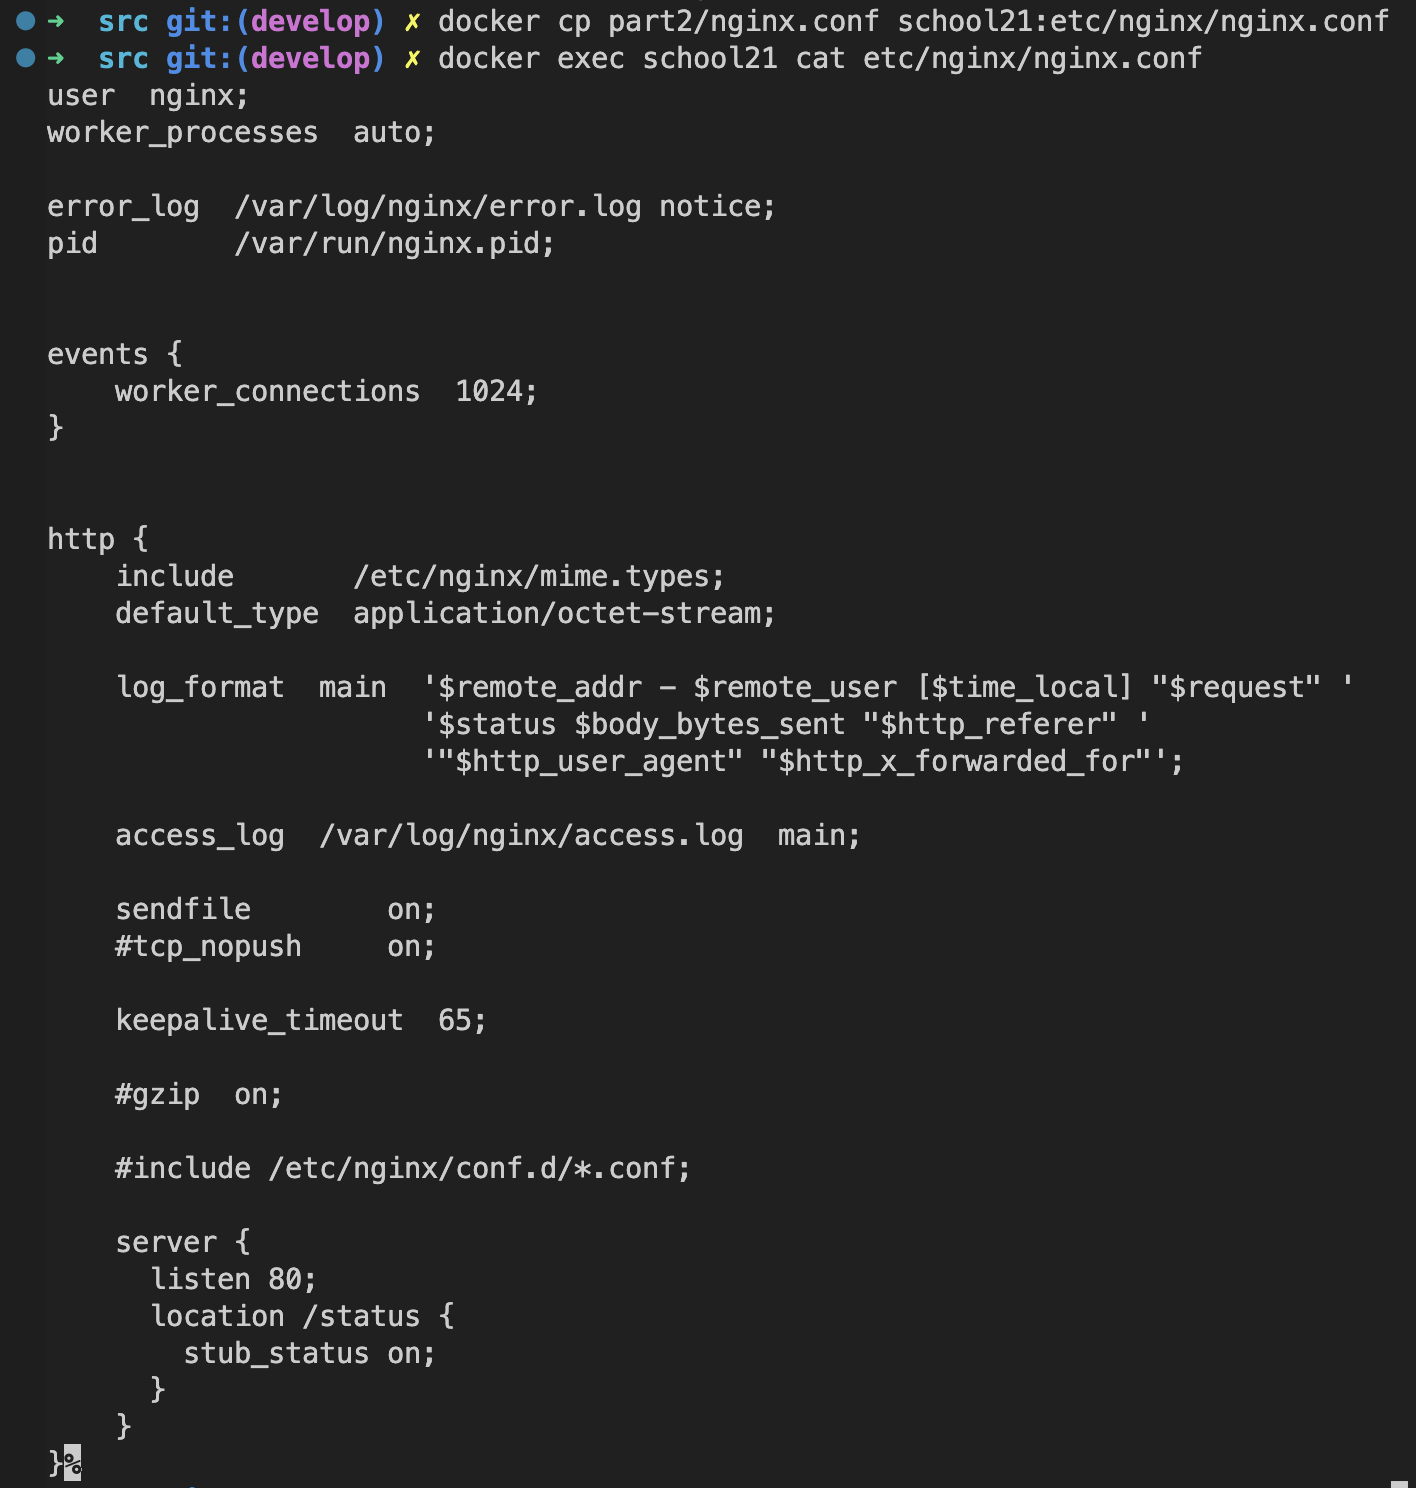 ➜  src git:(develop) ✗ docker cp part2/nginx.conf school21:etc/nginx/nginx.conf
➜  src git:(develop) ✗ docker exec school21 cat etc/nginx/nginx.conf
user  nginx;
worker_processes  auto;

error_log  /var/log/nginx/error.log notice;
pid        /var/run/nginx.pid;


events {
    worker_connections  1024;
}


http {
    include       /etc/nginx/mime.types;
    default_type  application/octet-stream;

    log_format  main  '$remote_addr - $remote_user [$time_local] "$request" '
                      '$status $body_bytes_sent "$http_referer" '
                      '"$http_user_agent" "$http_x_forwarded_for"';

    access_log  /var/log/nginx/access.log  main;

    sendfile        on;
    #tcp_nopush     on;

    keepalive_timeout  65;

    #gzip  on;

    #include /etc/nginx/conf.d/*.conf;

    server {
      listen 80;
      location /status {
        stub_status on;
      }
    }
}%